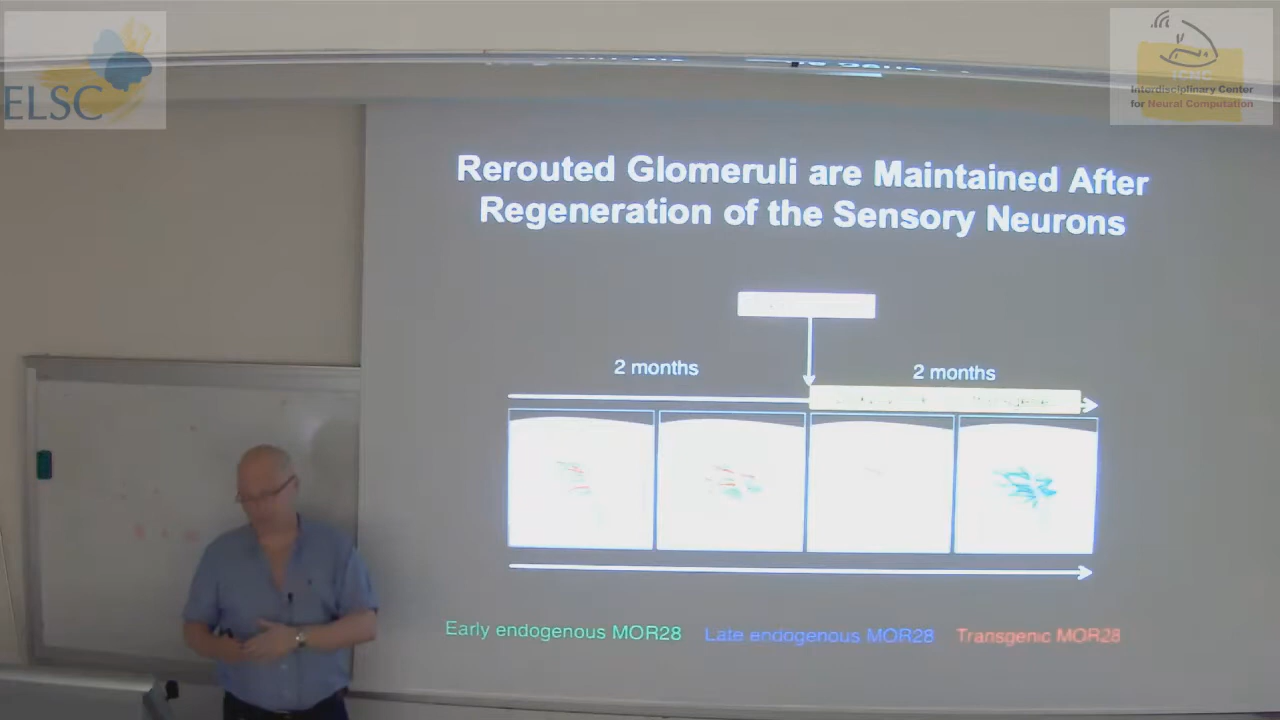 ELSC
ICNC
Interdisciplinary Center
for Neural Computation
Rerouted Glomeruli are Maintained After
Regeneration of the Sensory Neurons
2 months
2 months
Early endogenous MOR28
Late endogenous MOR28
Transgenic MOR28